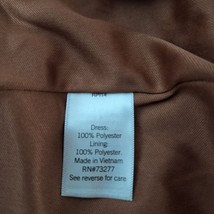 Dress:
100% Polyester
Lining:
100% Polyester
Made in Vietnam
RN#73277
See reverse for care